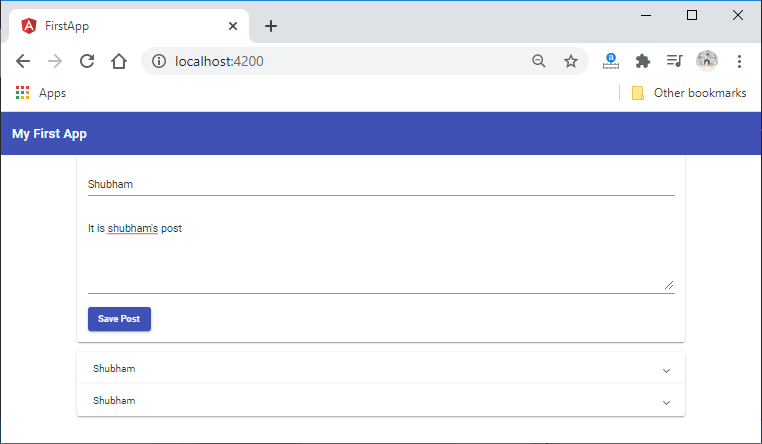 FirstApp
localhost:4200
Apps
Other bookmarks
My First App
Shubham
It is shubham's post
Save Post
Shubham
Shubham